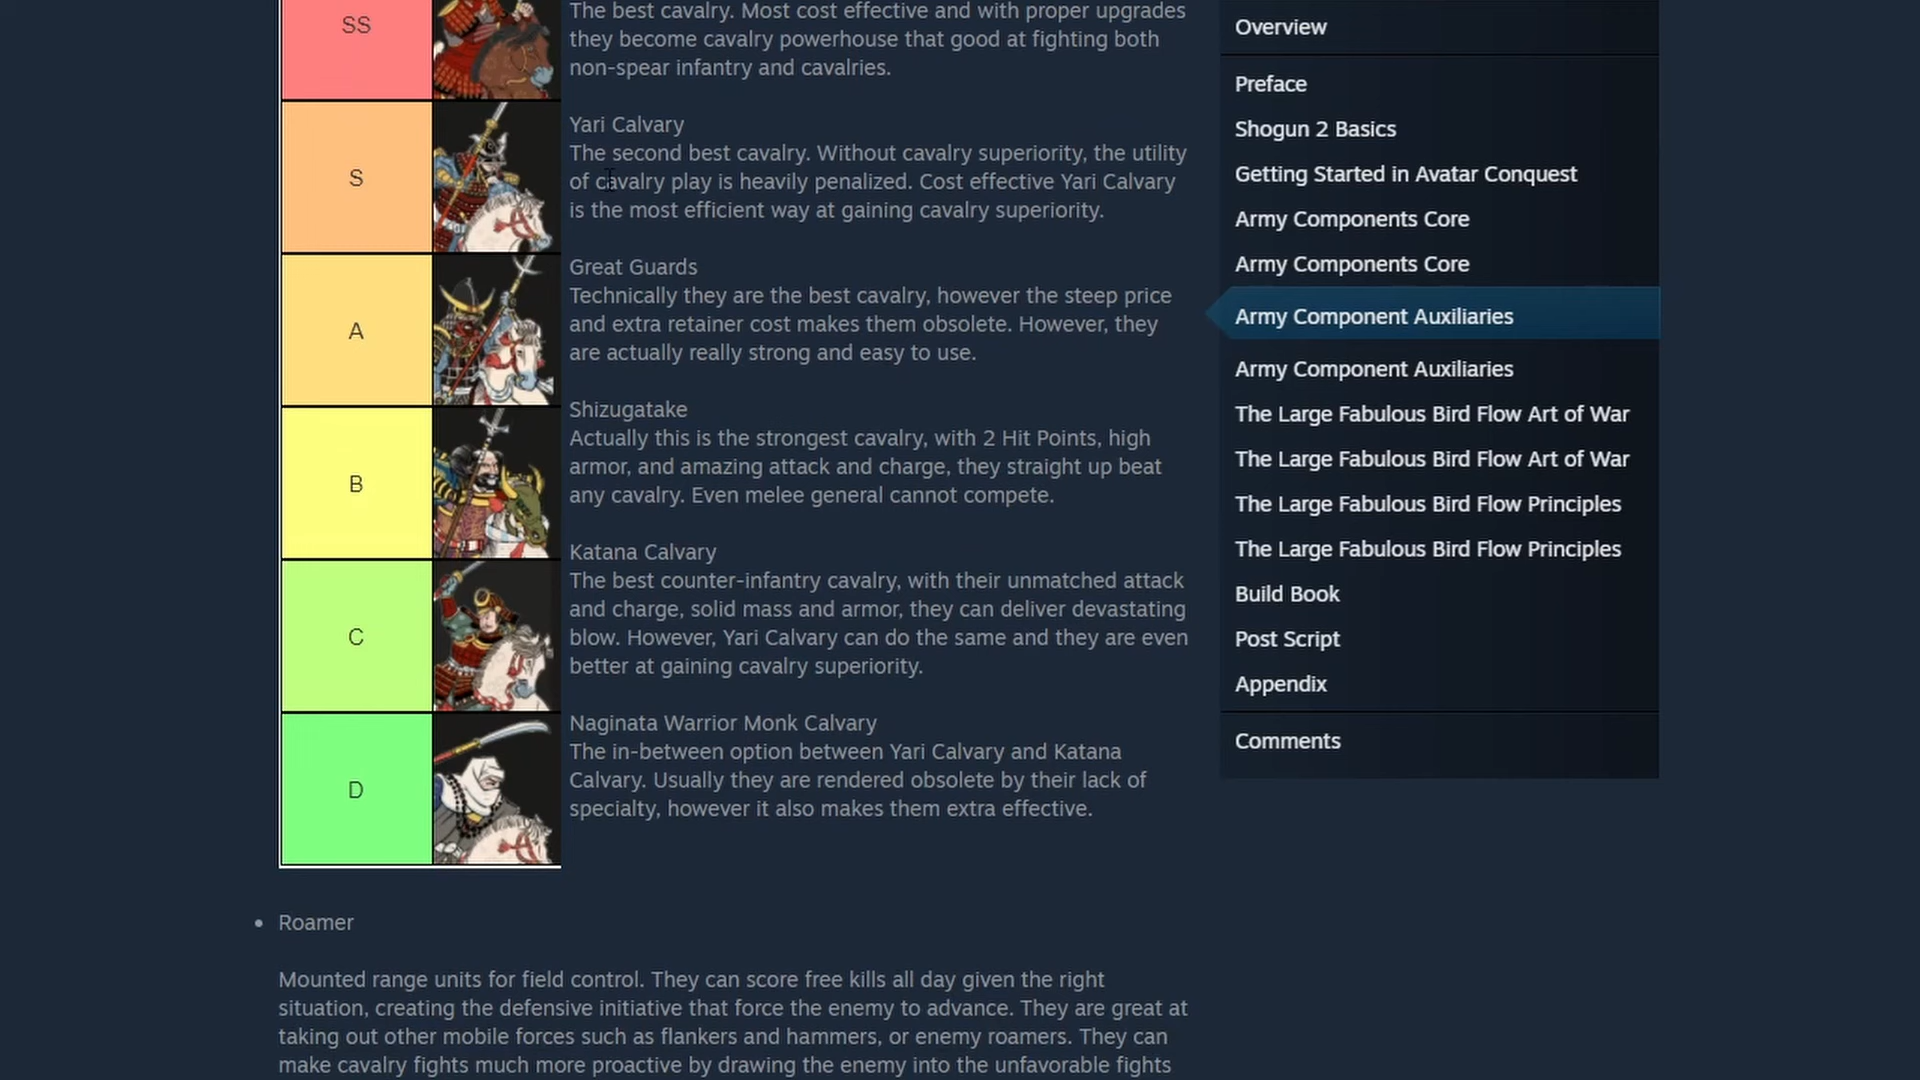 SS
The best cavalry. Most cost effective and with proper upgrades
they become cavalry powerhouse that good at fighting both
non-spear infantry and cavalries.
S
Yari Calvary
The second best cavalry. Without cavalry superiority, the utility
of cavalry play is heavily penalized. Cost effective Yari Calvary
is the most efficient way at gaining cavalry superiority.
A
Great Guards
Technically they are the best cavalry, however the steep price
and extra retainer cost makes them obsolete. However, they
are actually really strong and easy to use.
B
Shizugatake
Actually this is the strongest cavalry, with 2 Hit Points, high
armor, and amazing attack and charge, they straight up beat
any cavalry. Even melee general cannot compete.
C
Katana Calvary
The best counter-infantry cavalry, with their unmatched attack
and charge, solid mass and armor, they can deliver devastating
blow. However, Yari Calvary can do the same and they are even
better at gaining cavalry superiority.
D
Naginata Warrior Monk Calvary
The in-between option between Yari Calvary and Katana
Calvary. Usually they are rendered obsolete by their lack of
specialty, however it also makes them extra effective.
• Roamer
Mounted range units for field control. They can score free kills all day given the right
situation, creating the defensive initiative that force the enemy to advance. They are great at
taking out other mobile forces such as flankers and hammers, or enemy roamers. They can
make cavalry fights much more proactive by drawing the enemy into the unfavorable fights
Overview
Preface
Shogun 2 Basics
Getting Started in Avatar Conquest
Army Components Core
Army Components Core
Army Component Auxiliaries
Army Component Auxiliaries
The Large Fabulous Bird Flow Art of War
The Large Fabulous Bird Flow Art of War
The Large Fabulous Bird Flow Principles
The Large Fabulous Bird Flow Principles
Build Book
Post Script
Appendix
Comments